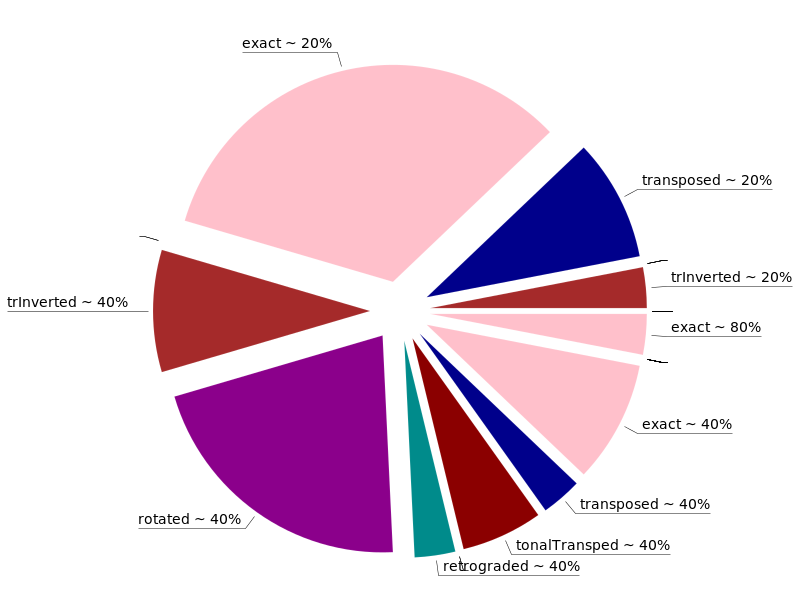 exact ~ 20%
transposed ~ 20%
trInverted ~ 20%
trInverted ~ 40%
exact ~ 80%
exact ~ 40%
transposed ~ 40%
rotated ~ 40%
tonalTransped ~ 40%
retrograded ~ 40%